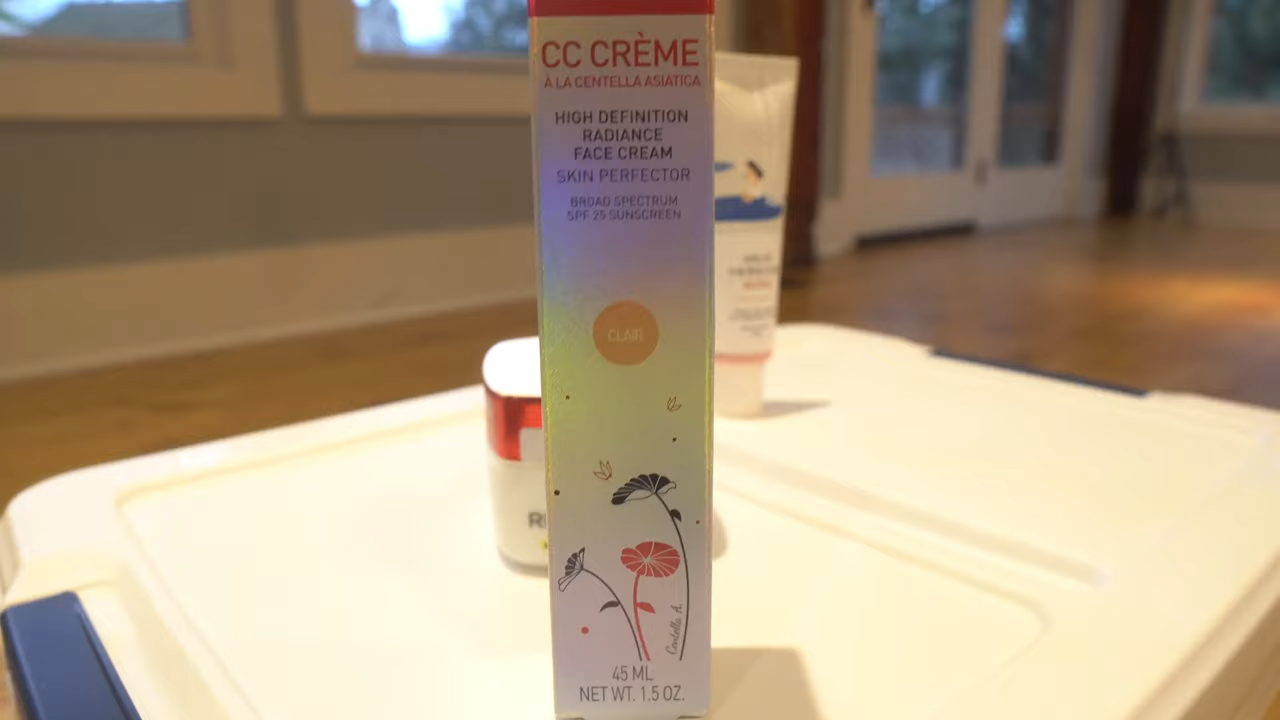 CC CRÈME
À LA CENTELLA ASIATICA
HIGH DEFINITION
RADIANCE
FACE CREAM
SKIN PERFECTOR
BROAD SPECTRUM
SPF 25 SUNSCREEN
CLAIR
Centella A.
45 ML
NET WT. 1.5 OZ.